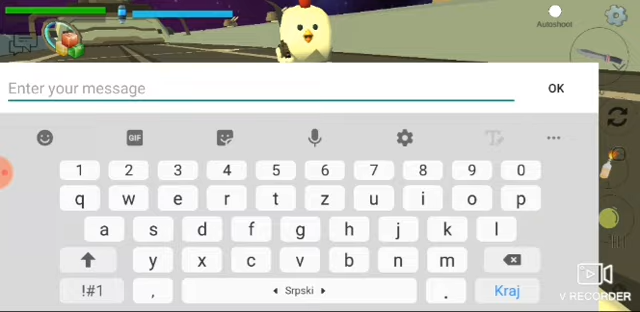 Autoshoot
Enter your message
OK
GIF
1 2 3 4 5 6 7 8 9 0
q w e r t z u i o p
a s d f g h j k l
y x c v b n m
!#1 , Srpski . Kraj
V RECORDER